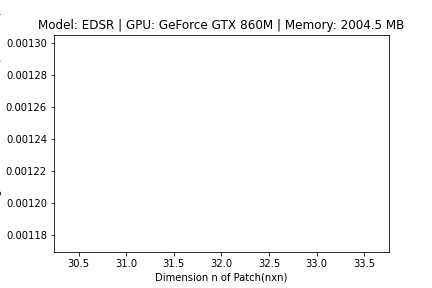 Model: EDSR | GPU: GeForce GTX 860M | Memory: 2004.5 MB
0.00130
0.00128
0.00126
0.00124
0.00122
0.00120
0.00118
30.5 31.0 31.5 32.0 32.5 33.0 33.5
Dimension n of Patch(nxn)